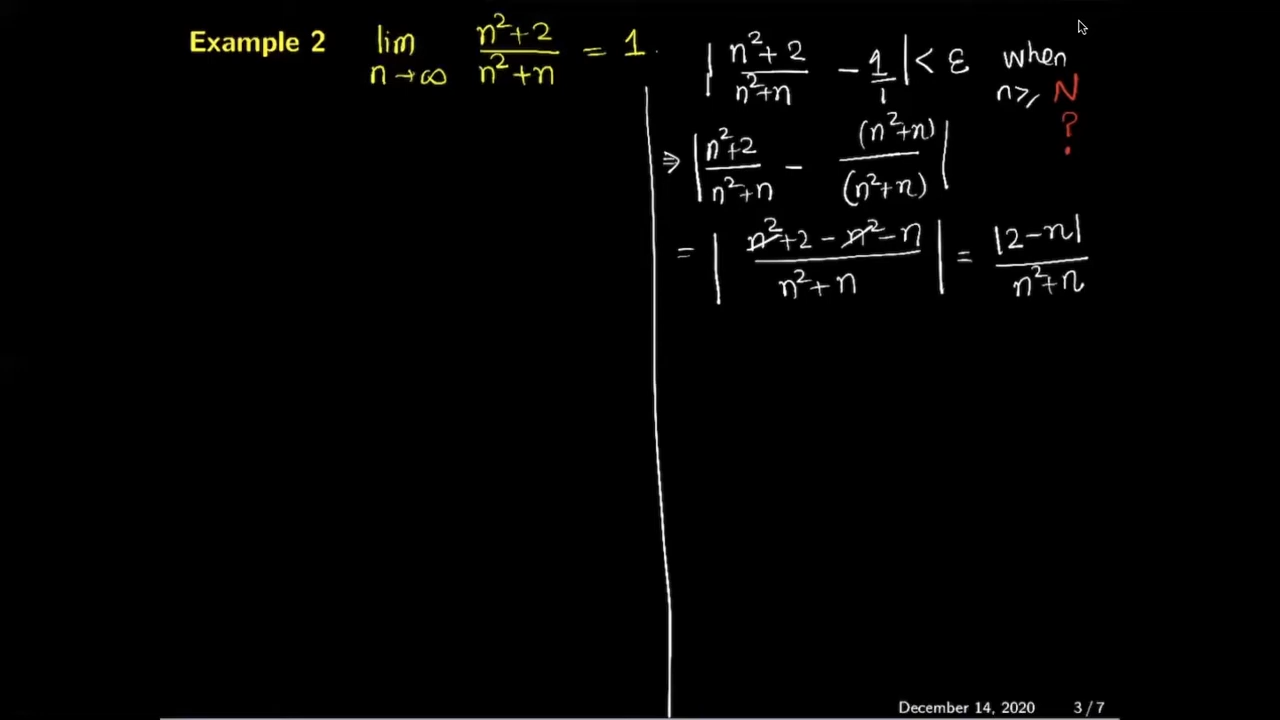 Example 2 lim n→∞ (n²+2)/(n²+n) = 1.
|(n²+2)/(n²+n) - 1/1| < ε when n ≥ N ?
⇒ |(n²+2)/(n²+n) - (n²+n)/(n²+n)|
= |(n²+2-n²-n)/(n²+n)| = |2-n|/(n²+n)
December 14, 2020 3 / 7